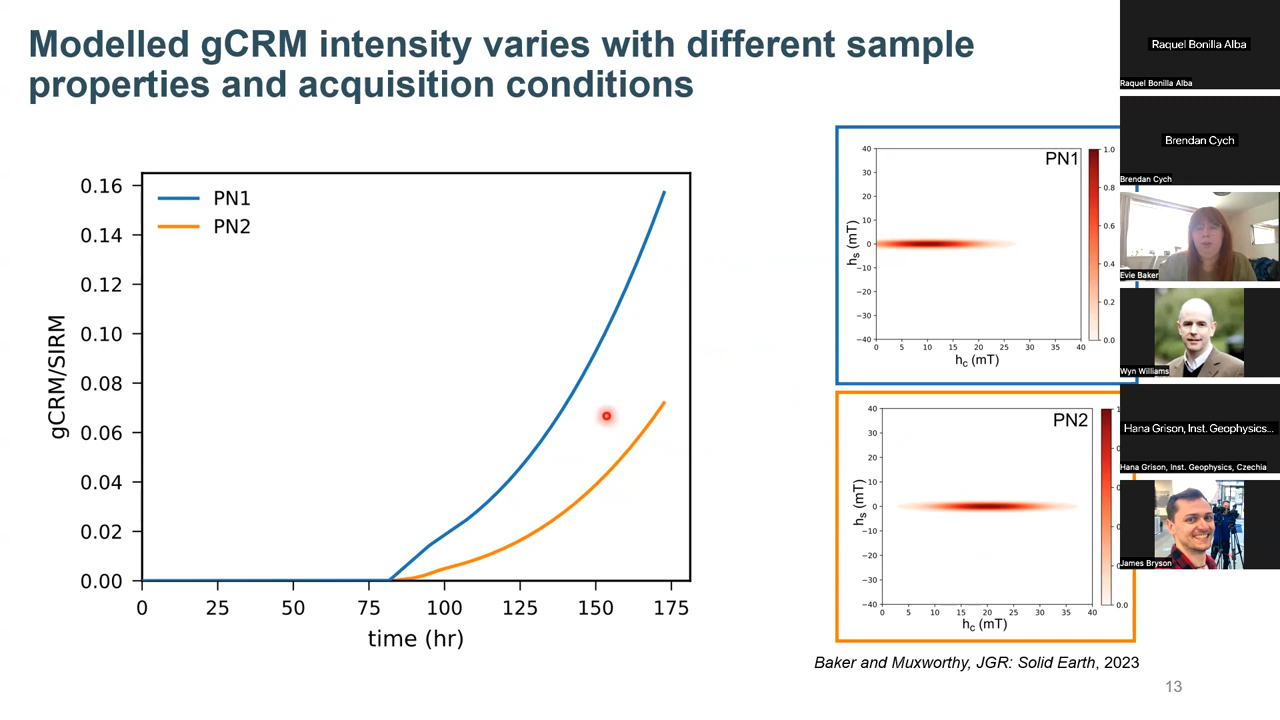 Modelled gCRM intensity varies with different sample
properties and acquisition conditions
PN1
PN2
0.16
0.14
0.12
0.10
0.08
0.06
0.04
0.02
0.00
gCRM/SIRM
0 25 50 75 100 125 150 175
time (hr)
PN1
40
30
20
10
0
−10
−20
−30
−40
hs (mT)
0 5 10 15 20 25 30 35 40
hc (mT)
1.0
0.8
0.6
0.4
0.2
0.0
PN2
40
30
20
10
0
−10
−20
−30
−40
hs (mT)
0 5 10 15 20 25 30 35 40
hc (mT)
0.0
Baker and Muxworthy, JGR: Solid Earth, 2023
13
Raquel Bonilla Alba
Raquel Bonilla Alba
Brendan Cych
Brendan Cych
Evie Baker
Wyn Williams
Hana Grison, Inst. Geophysics...
Hana Grison, Inst. Geophysics, Czechia
James Bryson